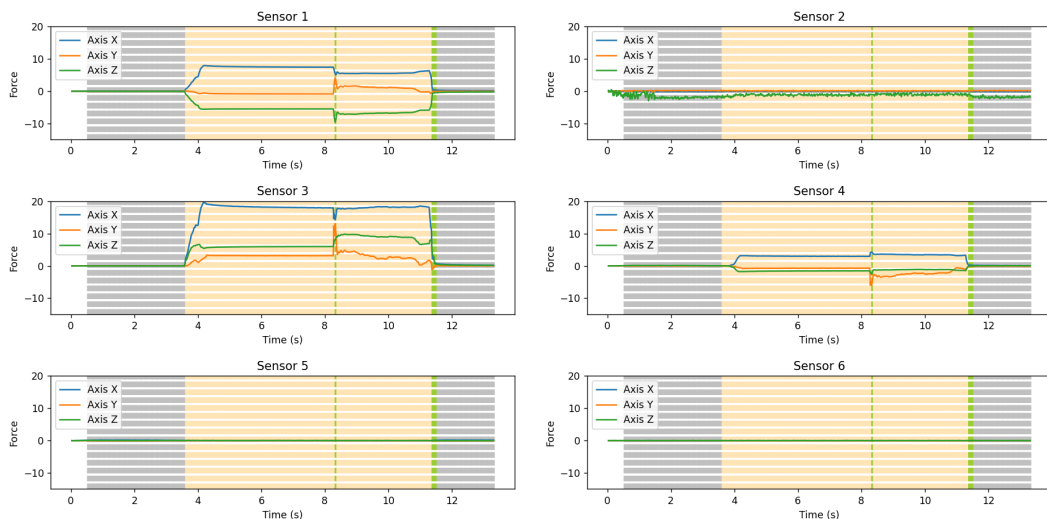 Sensor 1
20
10
0
−10
Force
Axis X
Axis Y
Axis Z
0 2 4 6 8 10 12
Time (s)
Sensor 2
20
10
0
−10
Force
Axis X
Axis Y
Axis Z
0 2 4 6 8 10 12
Time (s)
Sensor 3
20
10
0
−10
Force
Axis X
Axis Y
Axis Z
0 2 4 6 8 10 12
Time (s)
Sensor 4
20
10
0
−10
Force
Axis X
Axis Y
Axis Z
0 2 4 6 8 10 12
Time (s)
Sensor 5
20
10
0
−10
Force
Axis X
Axis Y
Axis Z
0 2 4 6 8 10 12
Time (s)
Sensor 6
20
10
0
−10
Force
Axis X
Axis Y
Axis Z
0 2 4 6 8 10 12
Time (s)